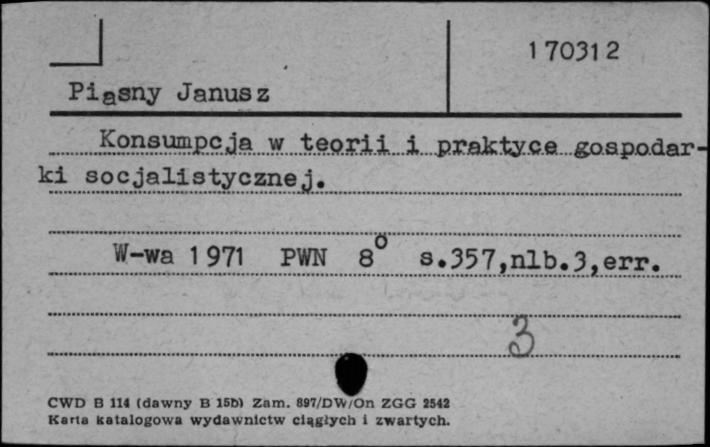 170312
Piąsny Janusz
Konsumpcja w teorii i praktyce gospodar-
ki socjalistycznej.
W-wa 1971 PWN 8° s.357,nlb.3,err.
3
CWD B 114 (dawny B 15b) Zam. 897/DW/On ZGG 2542
Karta katalogowa wydawnictw ciągłych i zwartych.